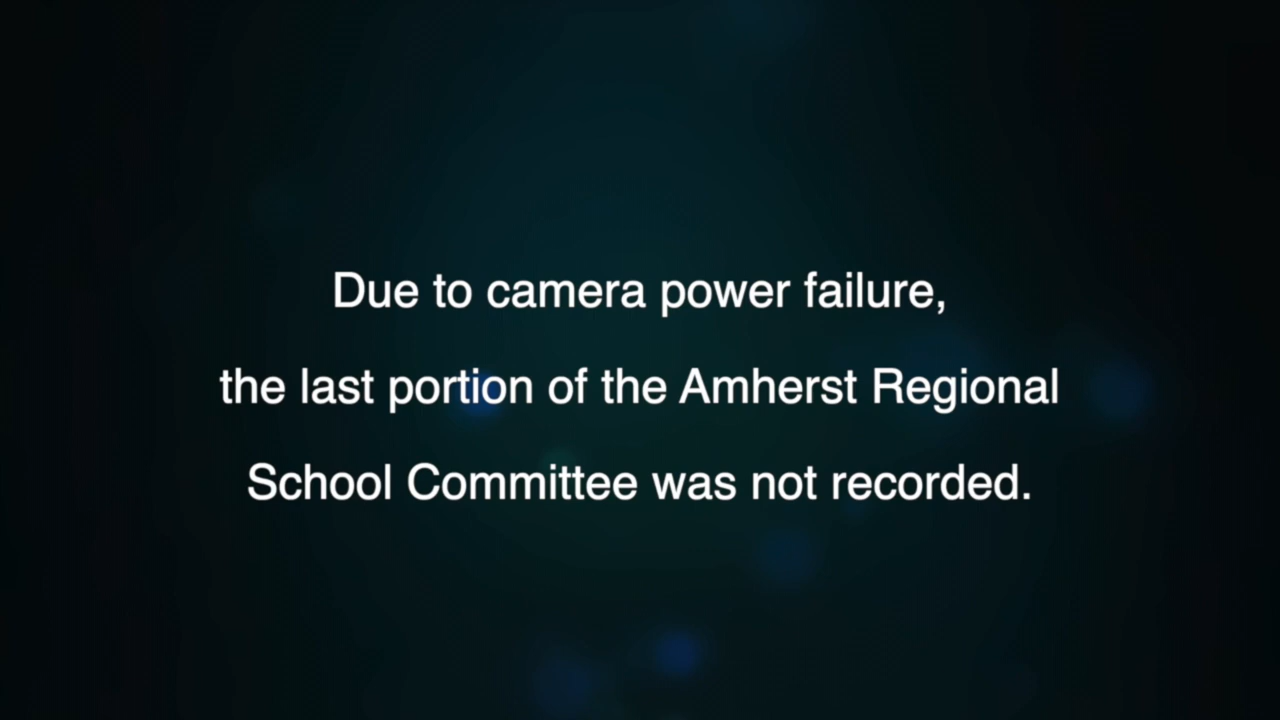 Due to camera power failure,
the last portion of the Amherst Regional
School Committee was not recorded.